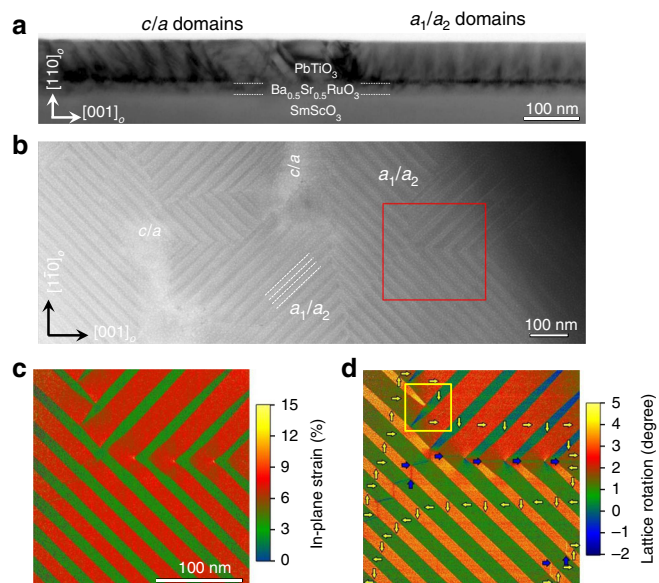 a
c/a domains
a₁/a₂ domains
[110]ₒ
[001]ₒ
PbTiO₃
Ba₀.₅Sr₀.₅RuO₃
SmScO₃
100 nm
b
c/a
a₁/a₂
c/a
a₁/a₂
[11̄0]ₒ
[001]ₒ
100 nm
c
15
12
9
6
3
0
In-plane strain (%)
100 nm
d
5
4
3
2
1
0
−1
−2
Lattice rotation (degree)